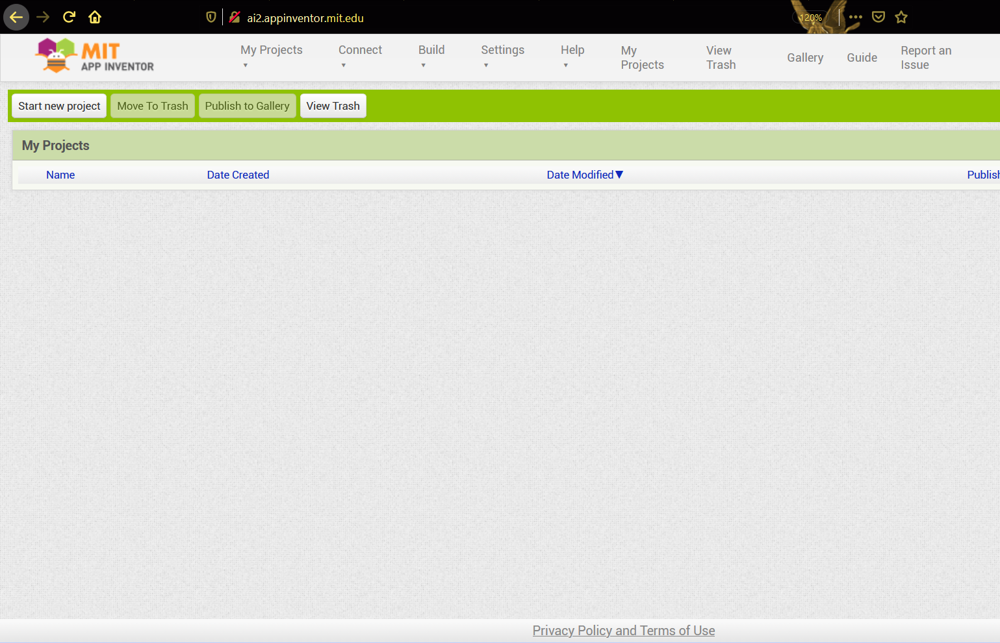 ai2.appinventor.mit.edu
120%
MIT
APP INVENTOR
My Projects
Connect
Build
Settings
Help
My
Projects
View
Trash
Gallery
Guide
Report an
Issue
Start new project
Move To Trash
Publish to Gallery
View Trash
My Projects
Name
Date Created
Date Modified▼
Publish
Privacy Policy and Terms of Use